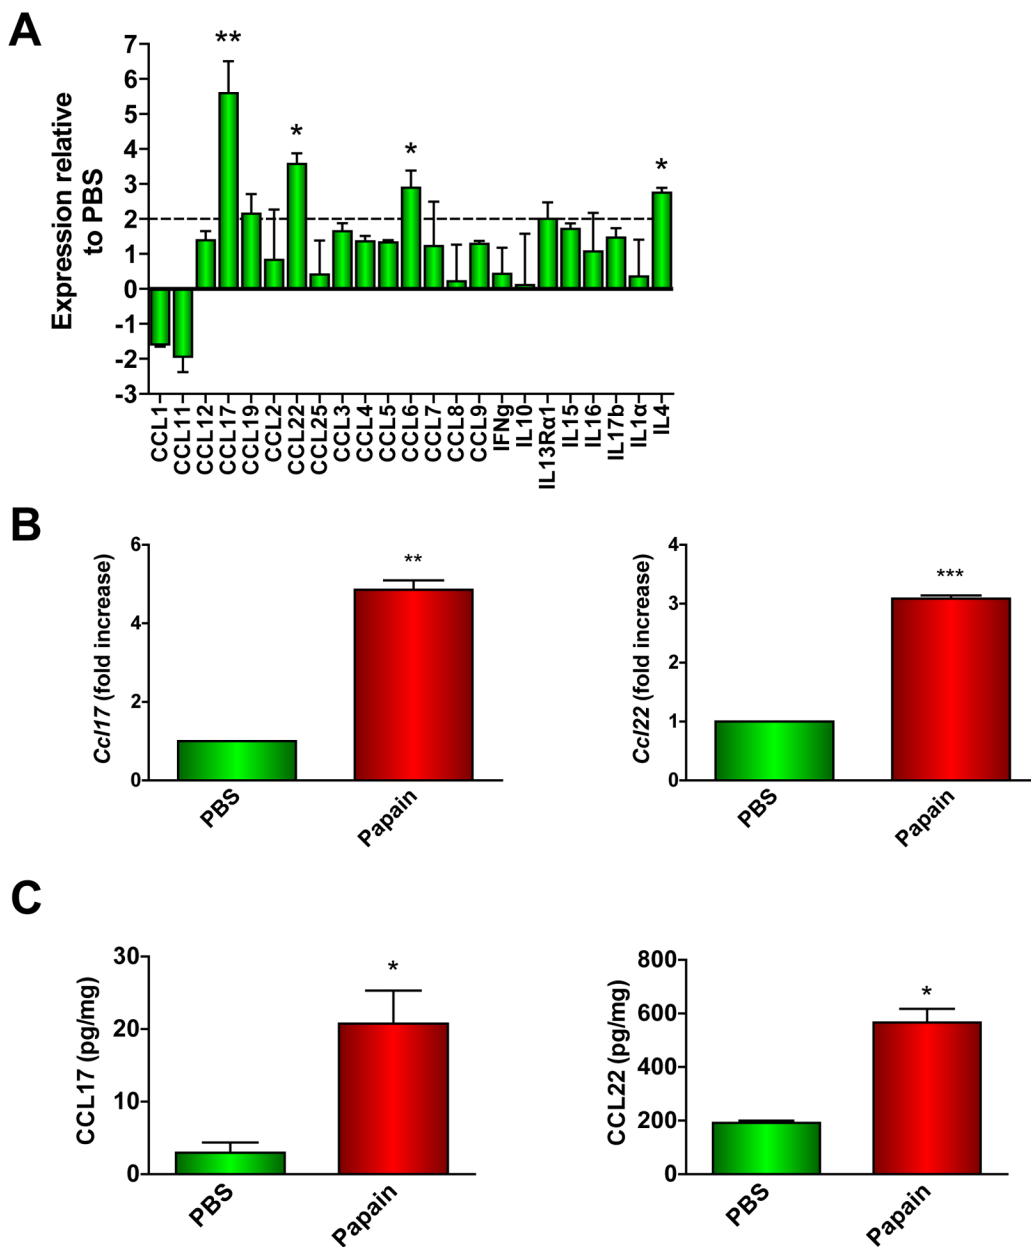 A
Expression relative
to PBS
7
6
5
4
3
2
1
0
-1
-2
-3
**
*
*
*
CCL1
CCL11
CCL12
CCL17
CCL19
CCL2
CCL22
CCL25
CCL3
CCL4
CCL5
CCL6
CCL7
CCL8
CCL9
IFNg
IL10
IL13Rα1
IL15
IL16
IL17b
IL1α
IL4
B
Ccl17 (fold increase)
6
4
2
0
**
PBS
Papain
Ccl22 (fold increase)
4
3
2
1
0
***
PBS
Papain
C
CCL17 (pg/mg)
30
20
10
0
*
PBS
Papain
CCL22 (pg/mg)
800
600
400
200
0
*
PBS
Papain